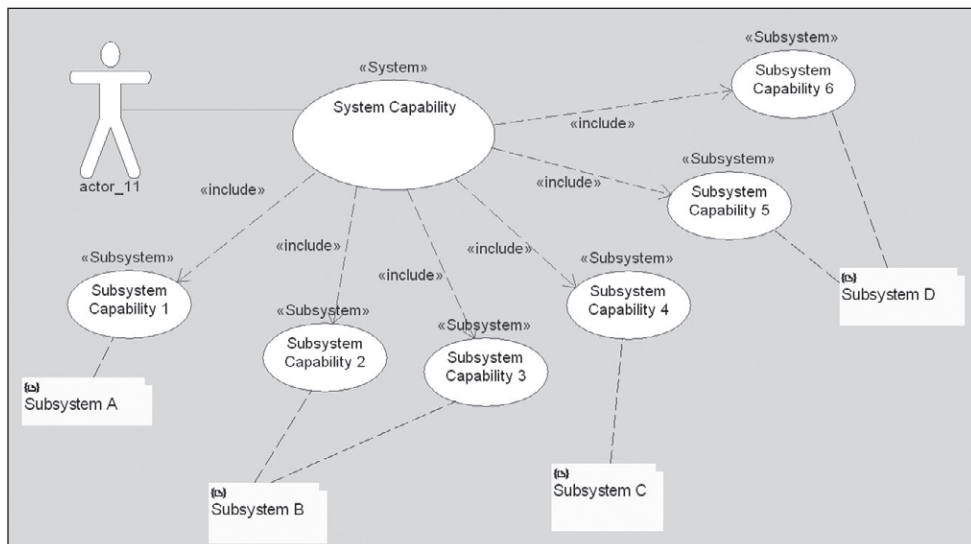 «Subsystem»
Subsystem
Capability 6
«System»
System Capability
«include»
«Subsystem»
Subsystem
Capability 5
«include»
actor_11
«include»
«include»
«include»
«include»
«Subsystem»
Subsystem
Capability 1
«Subsystem»
Subsystem
Capability 2
«Subsystem»
Subsystem
Capability 3
«Subsystem»
Subsystem
Capability 4
Subsystem D
Subsystem A
Subsystem B
Subsystem C